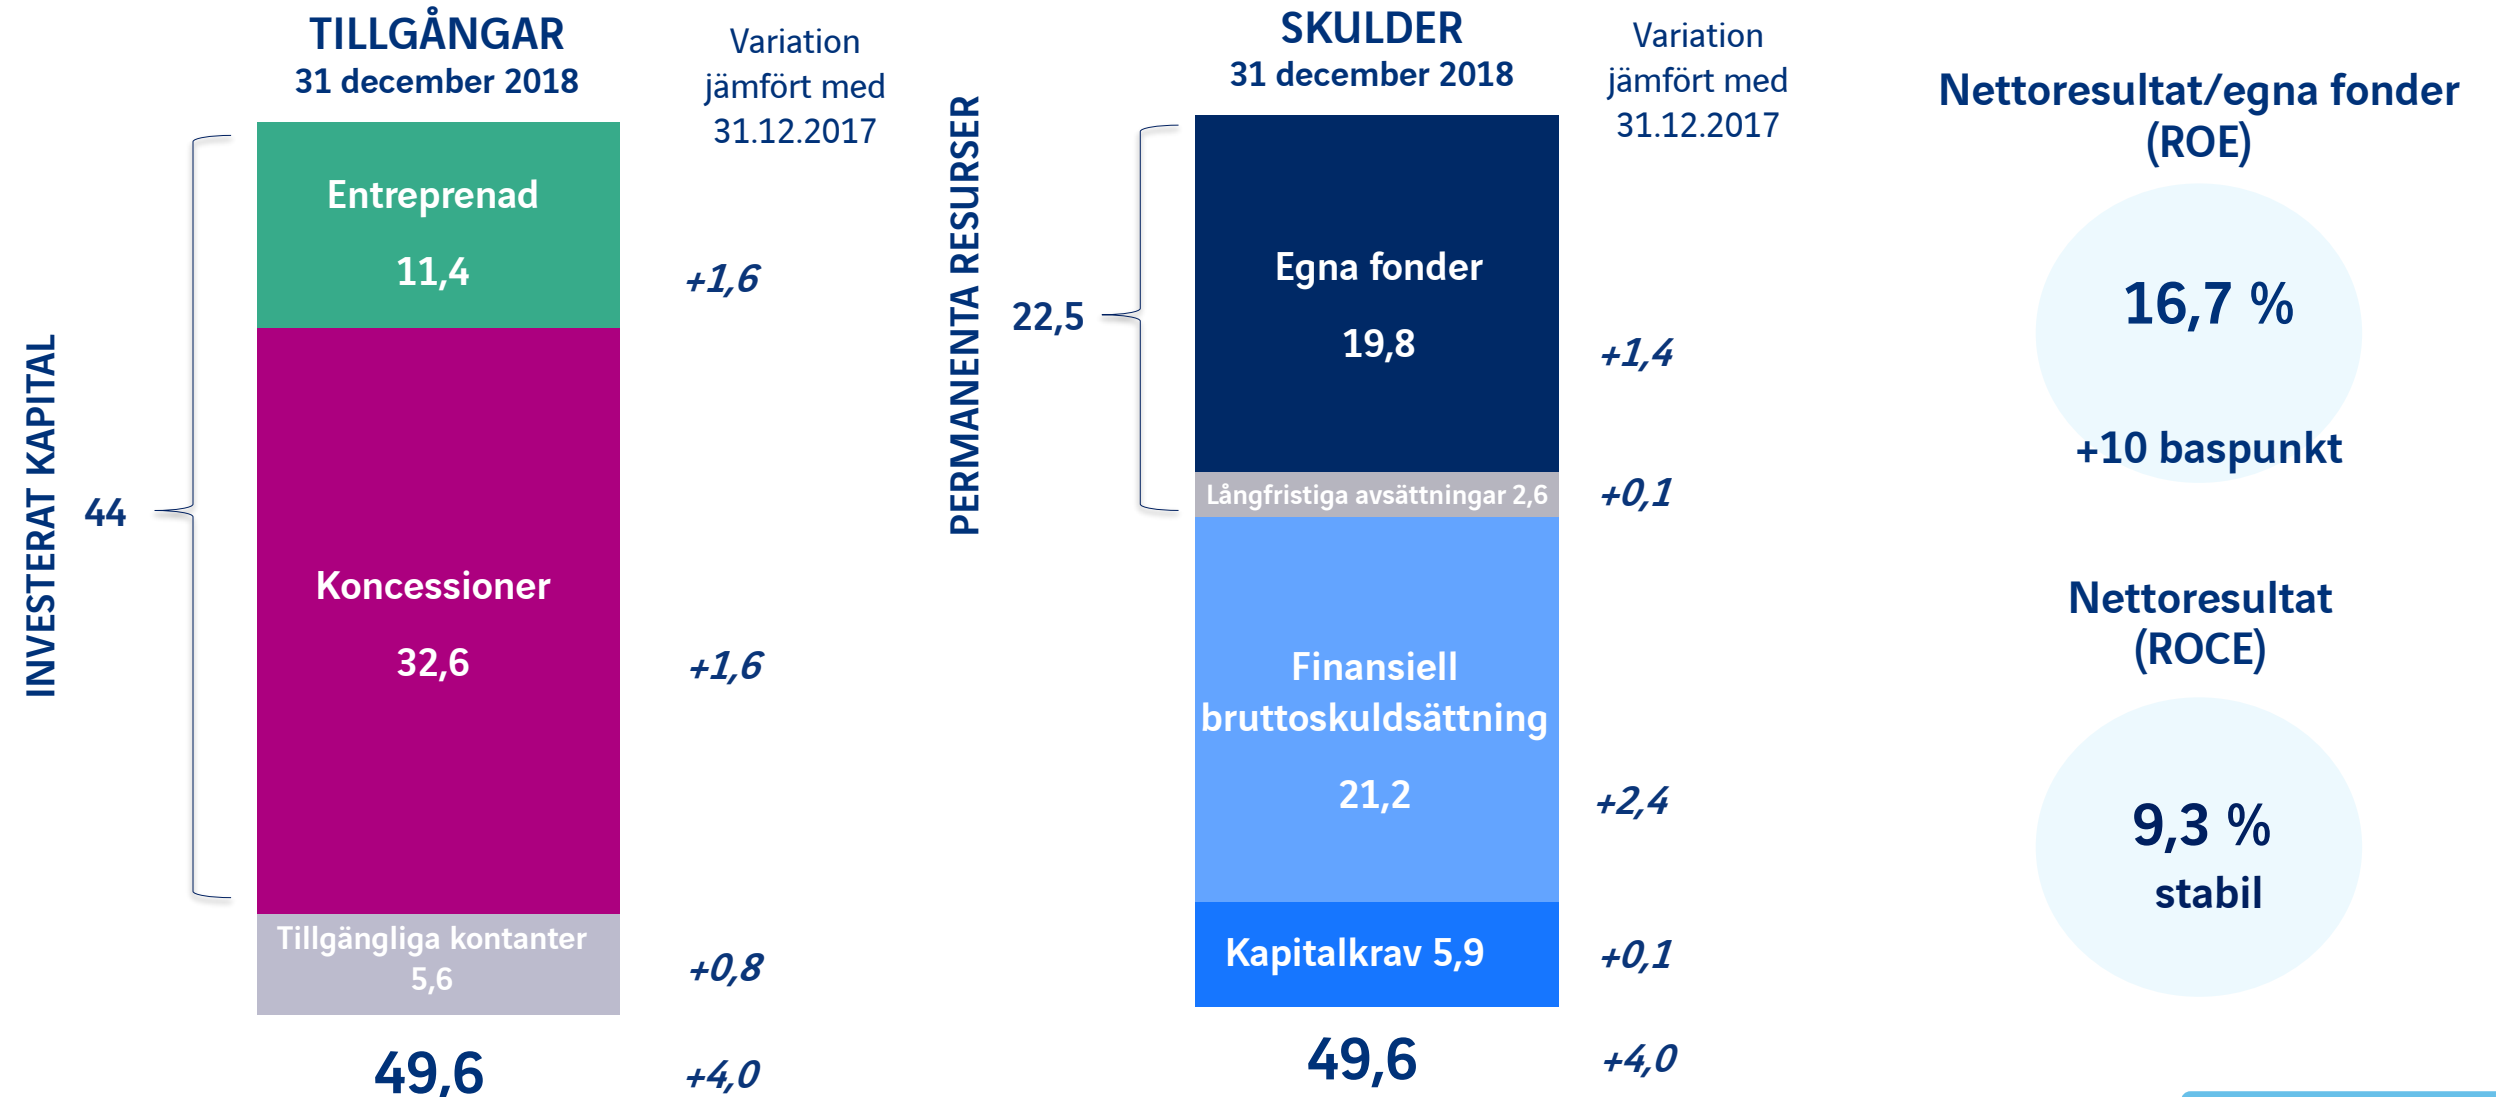 TILLGÅNGAR
31 december 2018
Variation
jämfört med
31.12.2017
INVESTERAT KAPITAL
44
Entreprenad
11,4
+1,6
Koncessioner
32,6
+1,6
Tillgängliga kontanter
5,6
+0,8
49,6
+4,0
SKULDER
31 december 2018
Variation
jämfört med
31.12.2017
PERMANENTA RESURSER
22,5
Egna fonder
19,8
+1,4
Långfristiga avsättningar 2,6
+0,1
Finansiell
bruttoskuldsättning
21,2
+2,4
Kapitalkrav 5,9
+0,1
49,6
+4,0
Nettoresultat/egna fonder
(ROE)
16,7 %
+10 baspunkt
Nettoresultat
(ROCE)
9,3 %
stabil